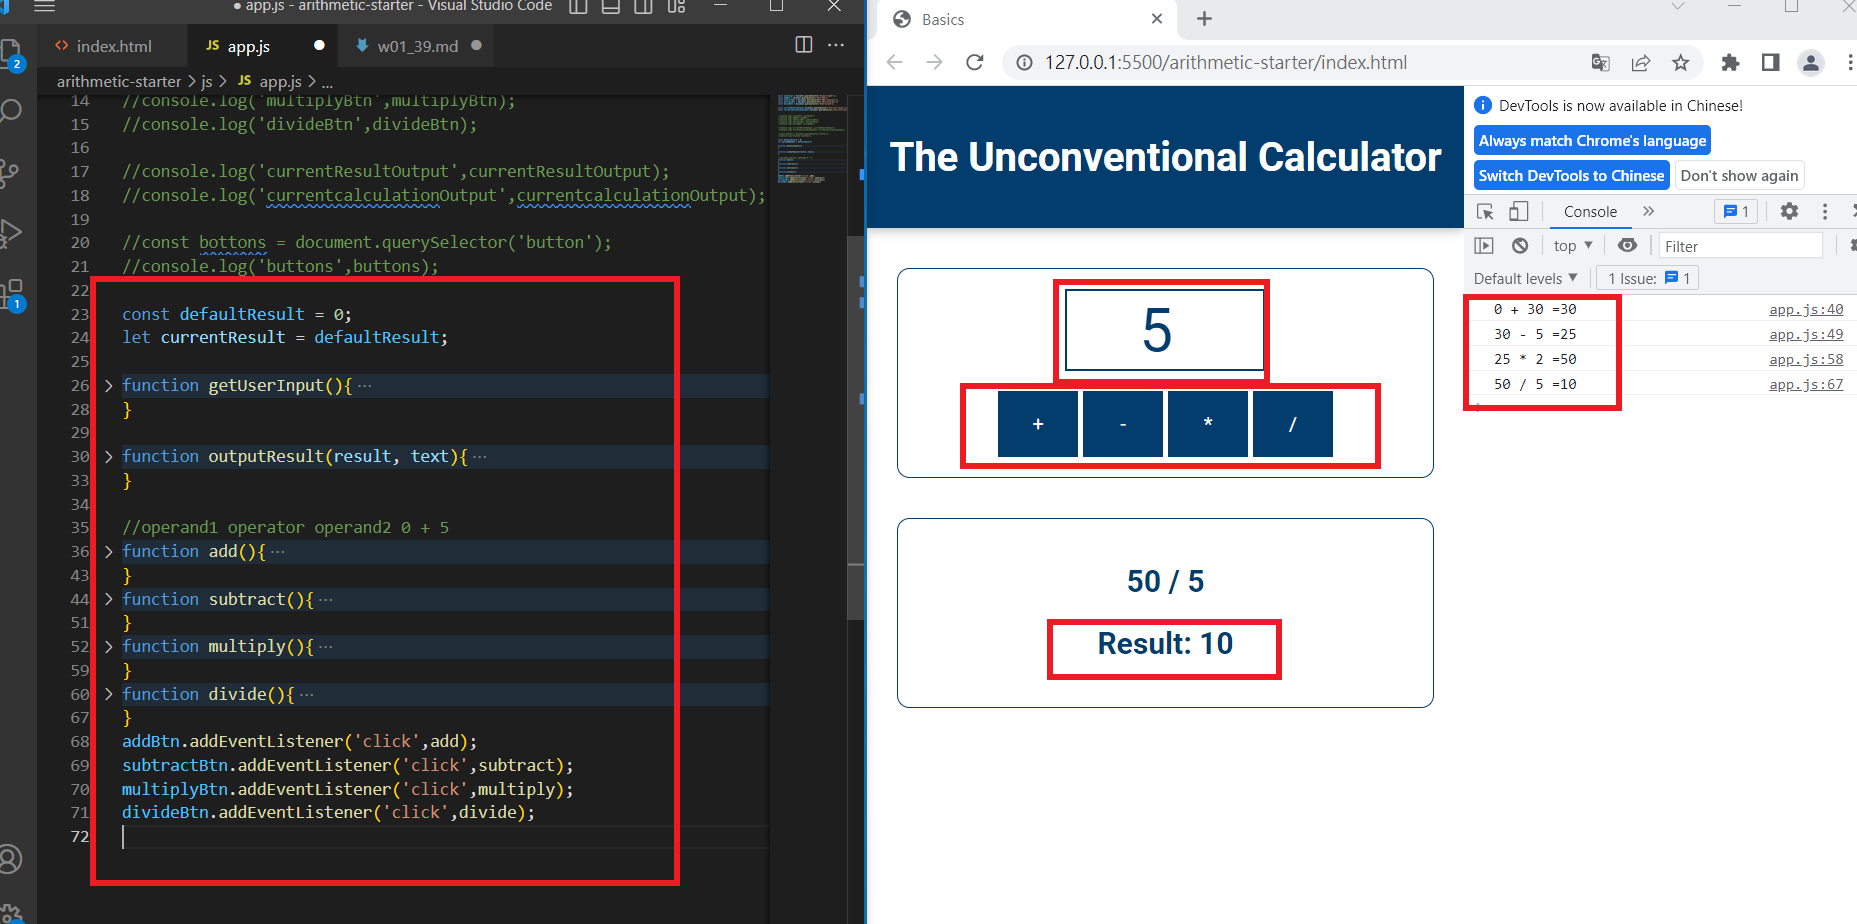 ● app.js - arithmetic-starter - Visual Studio Code
<> index.html
JS app.js ●
w01_39.md ●
arithmetic-starter > js > JS app.js > ...
14 //console.log('multiplyBtn',multiplyBtn);
15 //console.log('divideBtn',divideBtn);
16
17 //console.log('currentResultOutput',currentResultOutput);
18 //console.log('currentcalculationOutput',currentcalculationOutput);
19
20 //const bottons = document.querySelector('button');
21 //console.log('buttons',buttons);
22
23 const defaultResult = 0;
24 let currentResult = defaultResult;
25
26 > function getUserInput(){ ···
28 }
29
30 > function outputResult(result, text){ ···
33 }
34
35 //operand1 operator operand2 0 + 5
36 > function add(){ ···
43 }
44 > function subtract(){ ···
51 }
52 > function multiply(){ ···
59 }
60 > function divide(){ ···
67 }
68 addBtn.addEventListener('click',add);
69 subtractBtn.addEventListener('click',subtract);
70 multiplyBtn.addEventListener('click',multiply);
71 divideBtn.addEventListener('click',divide);
72
2
1
Basics
127.0.0.1:5500/arithmetic-starter/index.html
The Unconventional Calculator
5
+ - * /
50 / 5
Result: 10
DevTools is now available in Chinese!
Always match Chrome's language
Switch DevTools to Chinese
Don't show again
Console » 1
top ▼ Filter
Default levels ▼ 1 Issue: 1
0 + 30 =30 app.js:40
30 - 5 =25 app.js:49
25 * 2 =50 app.js:58
50 / 5 =10 app.js:67